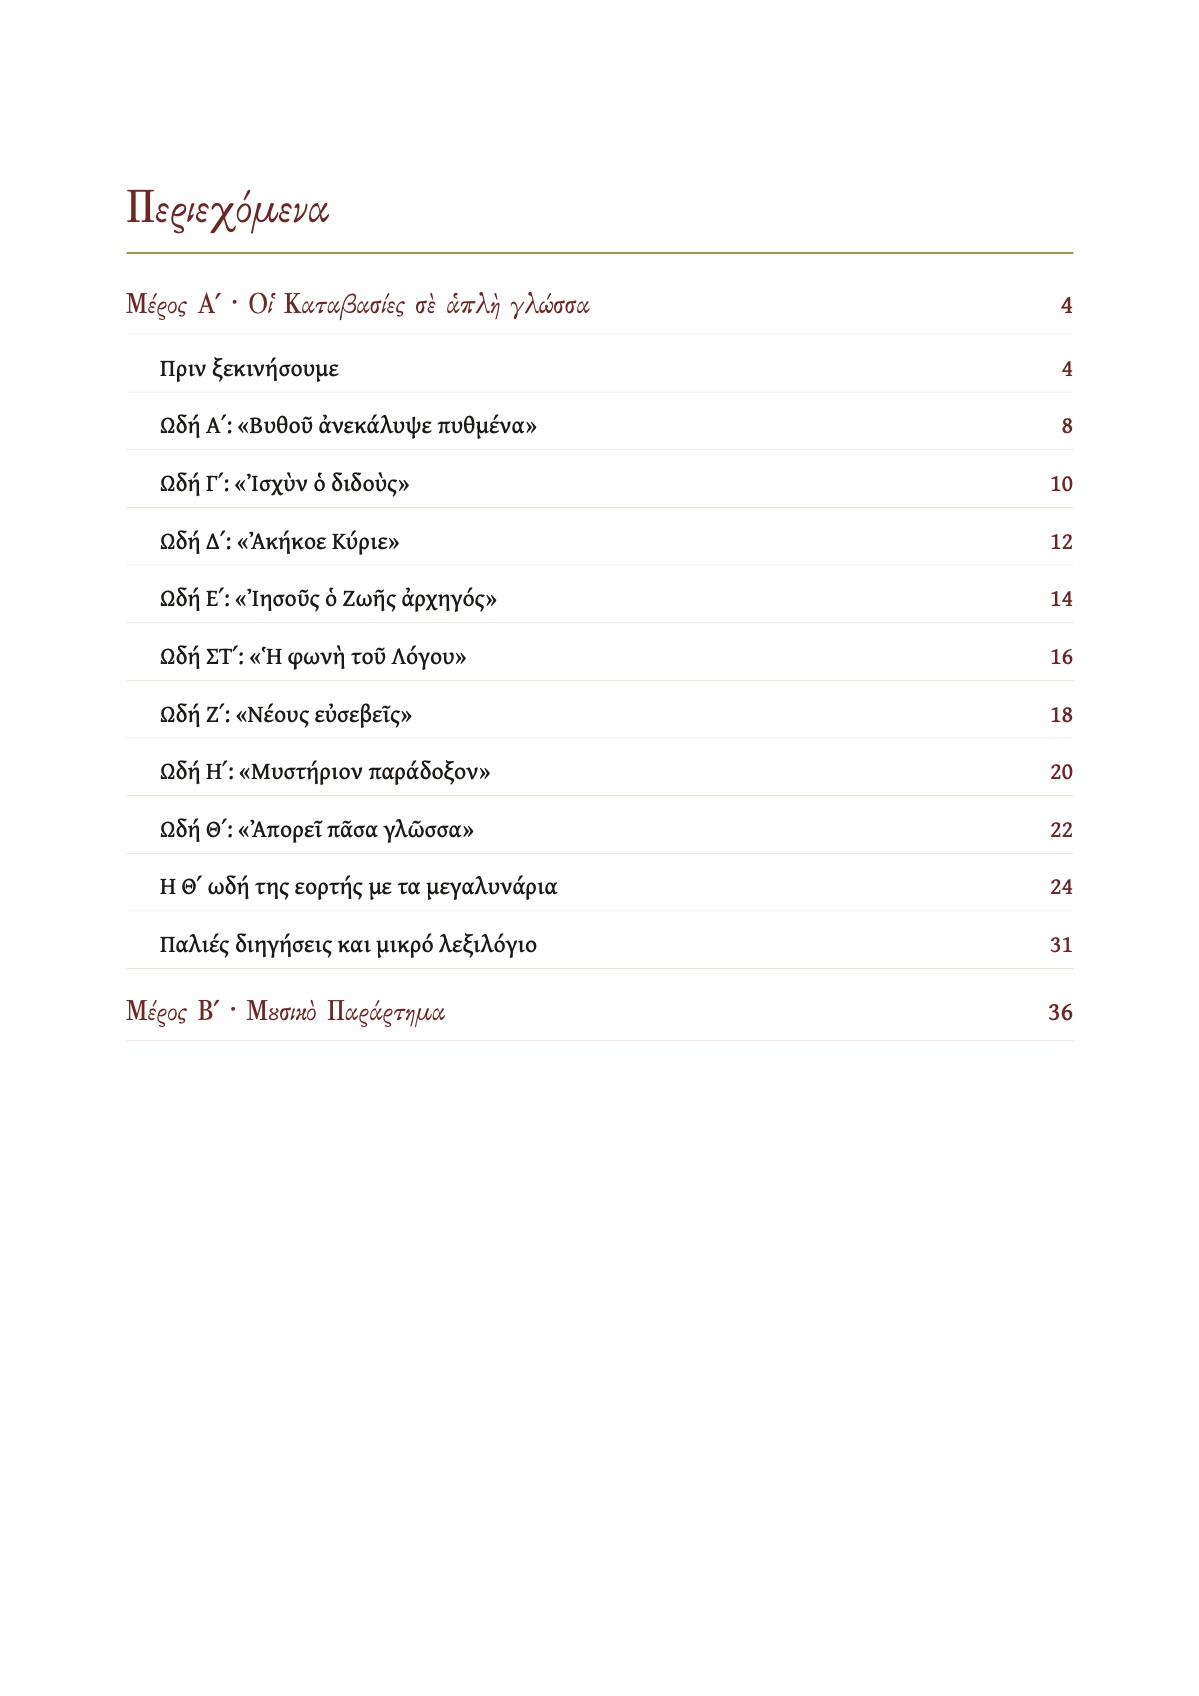 Περιεχόμενα
Μέρος Α´ · Οἱ Καταβασίες σὲ ἁπλὴ γλώσσα 4
Πριν ξεκινήσουμε 4
Ωδή Α´: «Βυθοῦ ἀνεκάλυψε πυθμένα» 8
Ωδή Γ´: «Ἰσχὺν ὁ διδοὺς» 10
Ωδή Δ´: «Ἀκήκοε Κύριε» 12
Ωδή Ε´: «Ἰησοῦς ὁ Ζωῆς ἀρχηγός» 14
Ωδή ΣΤ´: «Ἡ φωνὴ τοῦ Λόγου» 16
Ωδή Ζ´: «Νέους εὐσεβεῖς» 18
Ωδή Η´: «Μυστήριον παράδοξον» 20
Ωδή Θ´: «Ἀπορεῖ πᾶσα γλῶσσα» 22
Η Θ´ ωδή της εορτής με τα μεγαλυνάρια 24
Παλιές διηγήσεις και μικρό λεξιλόγιο 31
Μέρος Β´ · Μȣσικὸ Παράρτημα 36